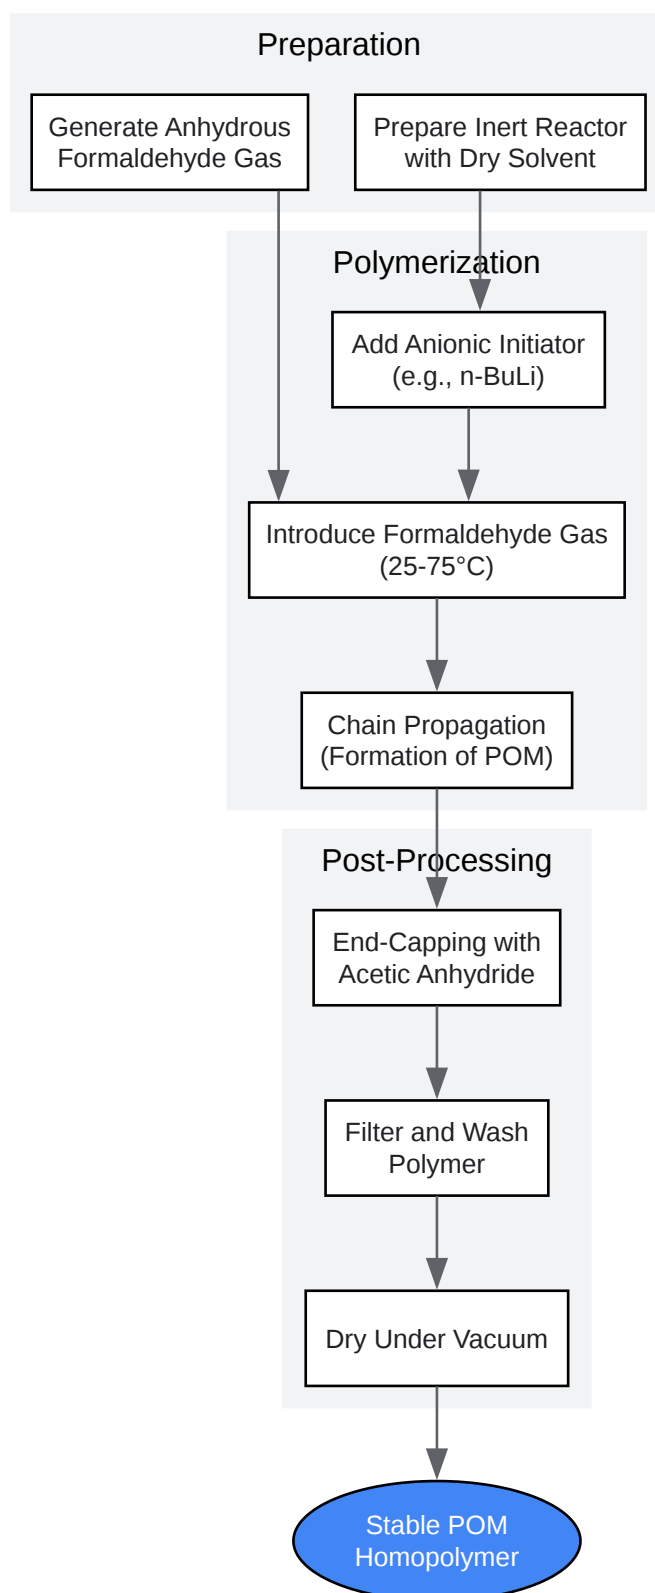 Preparation
Generate Anhydrous
Formaldehyde Gas
Prepare Inert Reactor
with Dry Solvent
Polymerization
Add Anionic Initiator
(e.g., n-BuLi)
Introduce Formaldehyde Gas
(25-75°C)
Chain Propagation
(Formation of POM)
Post-Processing
End-Capping with
Acetic Anhydride
Filter and Wash
Polymer
Dry Under Vacuum
Stable POM
Homopolymer